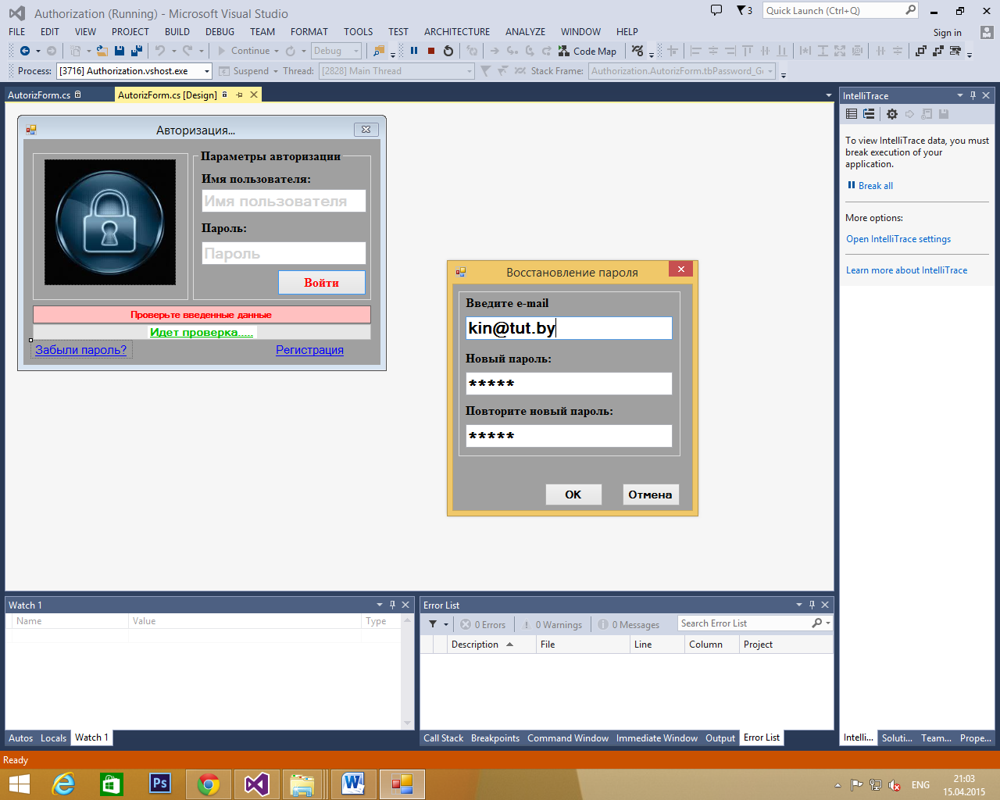 Authorization (Running) - Microsoft Visual Studio
3
Quick Launch (Ctrl+Q)
FILE EDIT VIEW PROJECT BUILD DEBUG TEAM FORMAT TOOLS TEST ARCHITECTURE ANALYZE WINDOW HELP
Sign in
Continue Debug Code Map
Process: [3716] Authorization.vshost.exe Suspend Thread: [2828] Main Thread Stack Frame: Authorization.AutorizForm.tbPassword_G
AutorizForm.cs AutorizForm.cs [Design]
Авторизация...
Параметры авторизации
Имя пользователя:
Имя пользователя
Пароль:
Пароль
Войти
Проверьте введенные данные
Идет проверка.....
Забыли пароль? Регистрация
Восстановление пароля
Введите e-mail
kin@tut.by
Новый пароль:
*****
Повторите новый пароль:
*****
OK Отмена
IntelliTrace
To view IntelliTrace data, you must
break execution of your
application.
Break all
More options:
Open IntelliTrace settings
Learn more about IntelliTrace
Watch 1
Name Value Type
Autos Locals Watch 1
Error List
0 Errors 0 Warnings 0 Messages Search Error List
Description File Line Column Project
Call Stack Breakpoints Command Window Immediate Window Output Error List
Intelli... Soluti... Team... Prope...
Ready
Ps
ENG
21:03
15.04.2015